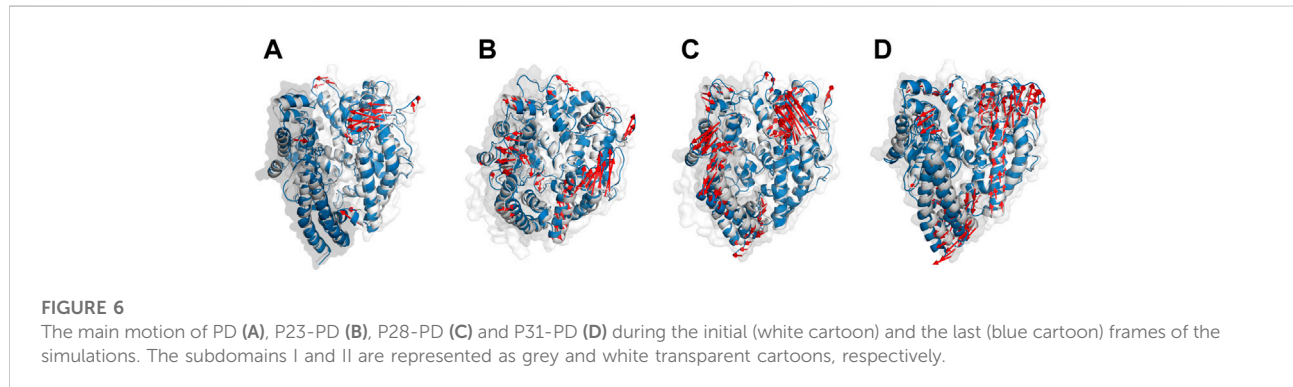 A B C D
FIGURE 6
The main motion of PD (A), P23-PD (B), P28-PD (C) and P31-PD (D) during the initial (white cartoon) and the last (blue cartoon) frames of the
simulations. The subdomains I and II are represented as grey and white transparent cartoons, respectively.